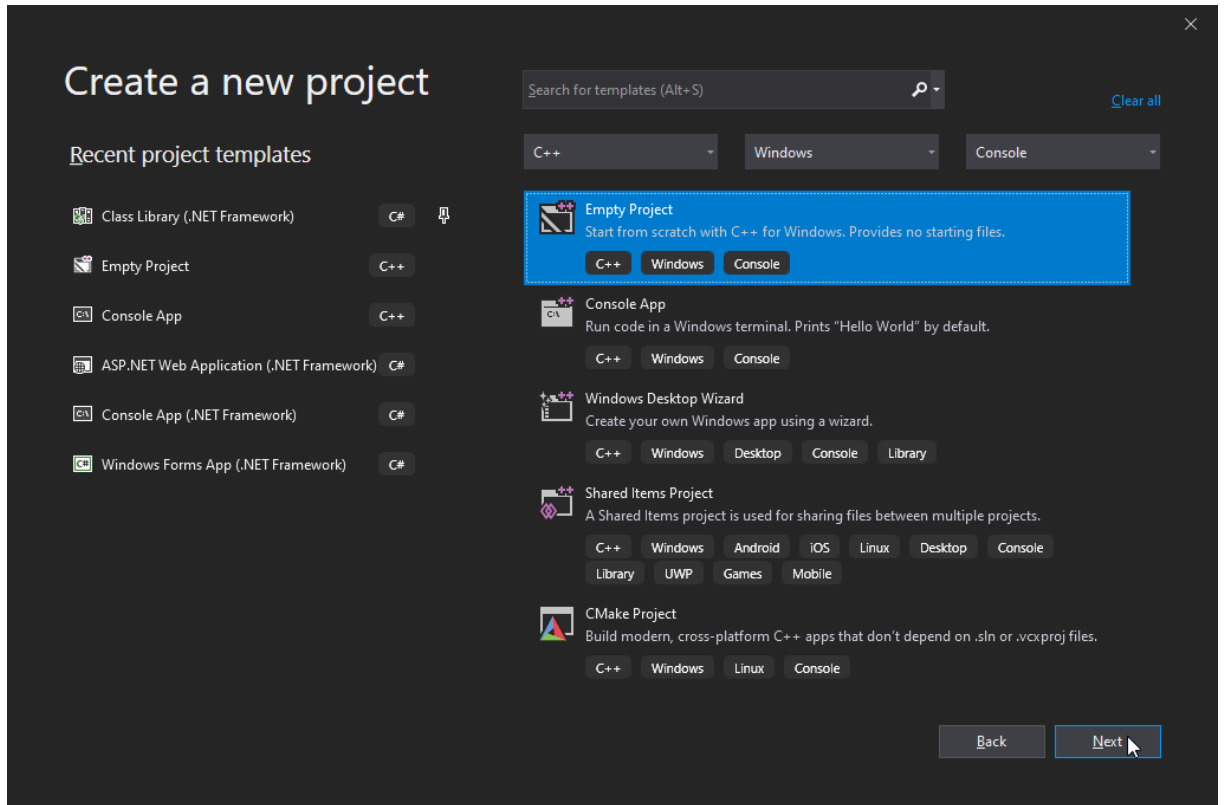 Create a new project
Search for templates (Alt+S)
Clear all
Recent project templates
C++ Windows Console
Class Library (.NET Framework) C#
Empty Project C++
Console App C++
ASP.NET Web Application (.NET Framework) C#
Console App (.NET Framework) C#
Windows Forms App (.NET Framework) C#
Empty Project
Start from scratch with C++ for Windows. Provides no starting files.
C++ Windows Console
Console App
Run code in a Windows terminal. Prints "Hello World" by default.
C++ Windows Console
Windows Desktop Wizard
Create your own Windows app using a wizard.
C++ Windows Desktop Console Library
Shared Items Project
A Shared Items project is used for sharing files between multiple projects.
C++ Windows Android iOS Linux Desktop Console
Library UWP Games Mobile
CMake Project
Build modern, cross-platform C++ apps that don't depend on .sln or .vcxproj files.
C++ Windows Linux Console
Back Next